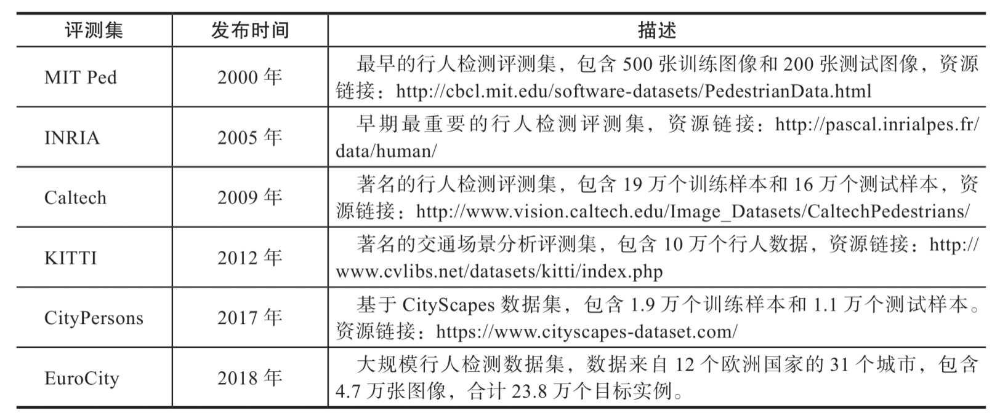 评测集 发布时间 描述
MIT Ped 2000 年 最早的行人检测评测集，包含 500 张训练图像和 200 张测试图像，资源
链接：http://cbcl.mit.edu/software-datasets/PedestrianData.html
INRIA 2005 年 早期最重要的行人检测评测集，资源链接：http://pascal.inrialpes.fr/
data/human/
Caltech 2009 年 著名的行人检测评测集，包含 19 万个训练样本和 16 万个测试样本，资
源链接：http://www.vision.caltech.edu/Image_Datasets/CaltechPedestrians/
KITTI 2012 年 著名的交通场景分析评测集，包含 10 万个行人数据，资源链接：http://
www.cvlibs.net/datasets/kitti/index.php
CityPersons 2017 年 基于 CityScapes 数据集，包含 1.9 万个训练样本和 1.1 万个测试样本。
资源链接：https://www.cityscapes-dataset.com/
EuroCity 2018 年 大规模行人检测数据集，数据来自 12 个欧洲国家的 31 个城市，包含
4.7 万张图像，合计 23.8 万个目标实例。